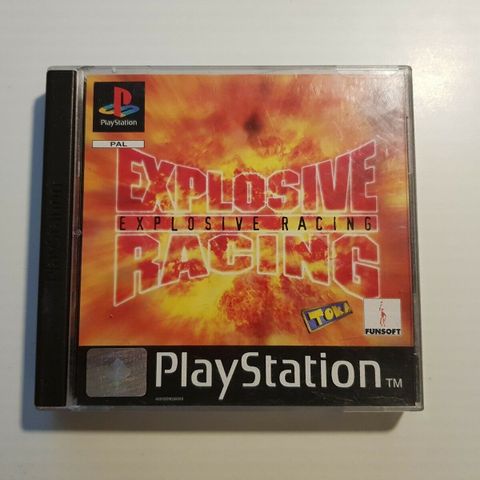 PlayStation
PAL
EXPLOSIVE
EXPLOSIVE RACING
RACING
TOKA
FUNSOFT
PlayStation TM